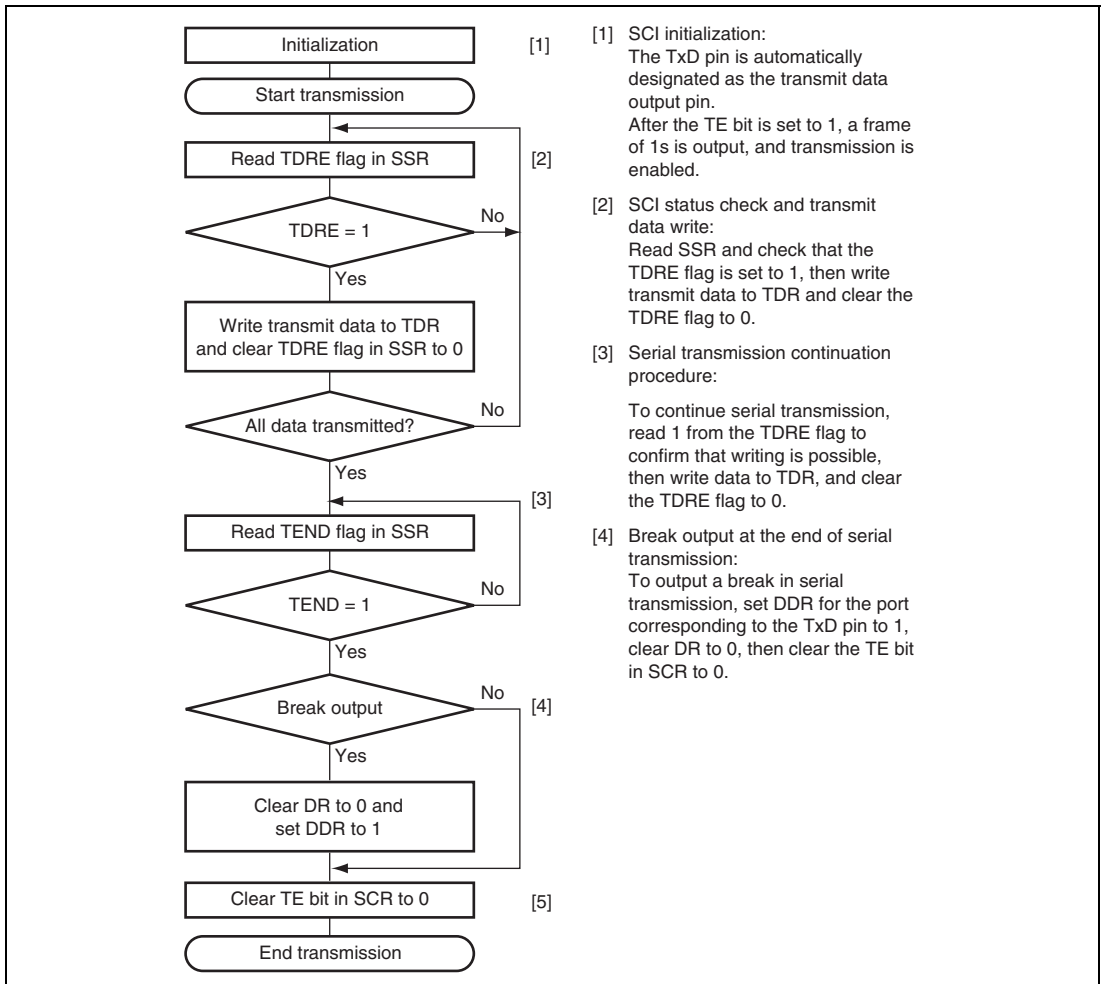 Initialization
[1]
Start transmission
Read TDRE flag in SSR
[2]
No
TDRE = 1
Yes
Write transmit data to TDR
and clear TDRE flag in SSR to 0
No
All data transmitted?
Yes
[3]
Read TEND flag in SSR
No
TEND = 1
Yes
No
[4]
Break output
Yes
Clear DR to 0 and
set DDR to 1
Clear TE bit in SCR to 0
[5]
End transmission
[1] SCI initialization:
The TxD pin is automatically
designated as the transmit data
output pin.
After the TE bit is set to 1, a frame
of 1s is output, and transmission is
enabled.
[2] SCI status check and transmit
data write:
Read SSR and check that the
TDRE flag is set to 1, then write
transmit data to TDR and clear the
TDRE flag to 0.
[3] Serial transmission continuation
procedure:
To continue serial transmission,
read 1 from the TDRE flag to
confirm that writing is possible,
then write data to TDR, and clear
the TDRE flag to 0.
[4] Break output at the end of serial
transmission:
To output a break in serial
transmission, set DDR for the port
corresponding to the TxD pin to 1,
clear DR to 0, then clear the TE bit
in SCR to 0.